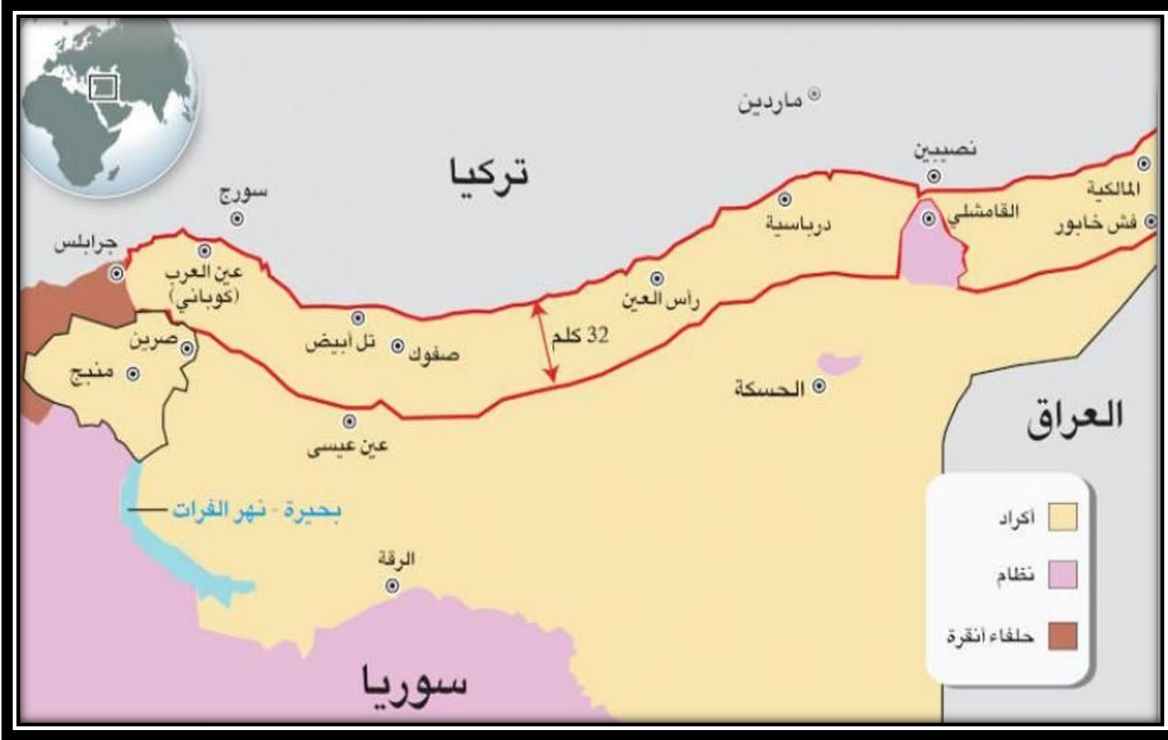 ماردين
نصيبين
تركيا
المالكية
سورج
القامشلي
فش خابور
درباسية
جرابلس
عين العرب
(كوباني)
رأس العين
32 كلم
تل أبيض
صفوك
صرين
منبج
الحسكة
العراق
عين عيسى
بحيرة - نهر الفرات
الرقة
سوريا
أكراد
نظام
حلفاء أنقرة